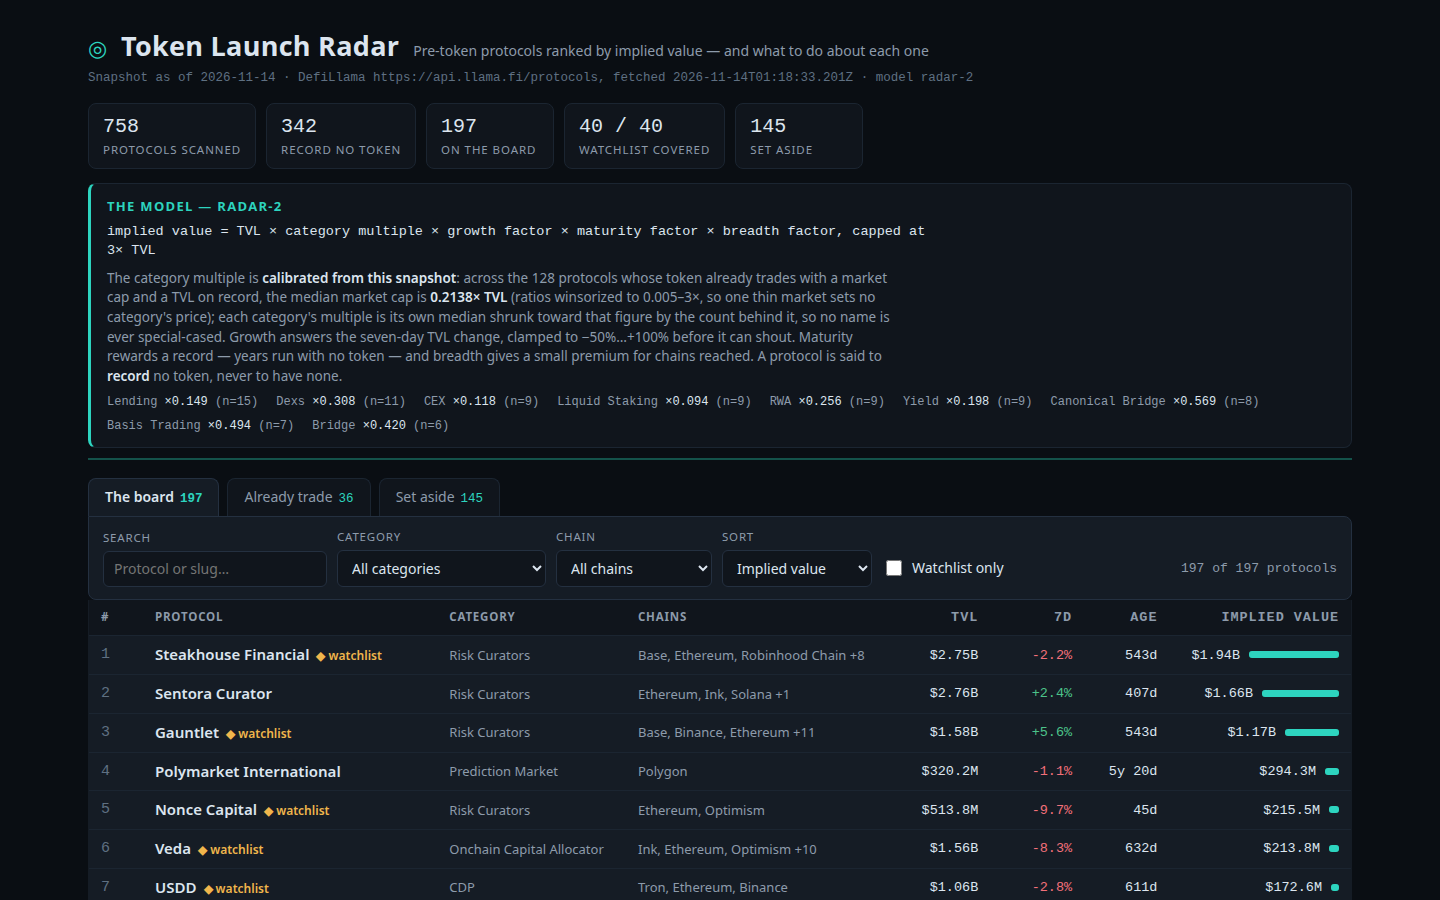 ◎ Token Launch Radar Pre-token protocols ranked by implied value — and what to do about each one
Snapshot as of 2026-11-14 · DefiLlama https://api.llama.fi/protocols, fetched 2026-11-14T01:18:33.201Z · model radar-2
758 342 197 40 / 40 145
PROTOCOLS SCANNED RECORD NO TOKEN ON THE BOARD WATCHLIST COVERED SET ASIDE
THE MODEL — RADAR-2
implied value = TVL × category multiple × growth factor × maturity factor × breadth factor, capped at
3× TVL
The category multiple is calibrated from this snapshot: across the 128 protocols whose token already trades with a market
cap and a TVL on record, the median market cap is 0.2138× TVL (ratios winsorized to 0.005–3×, so one thin market sets no
category's price); each category's multiple is its own median shrunk toward that figure by the count behind it, so no name is
ever special-cased. Growth answers the seven-day TVL change, clamped to −50%…+100% before it can shout. Maturity
rewards a record — years run with no token — and breadth gives a small premium for chains reached. A protocol is said to
record no token, never to have none.
Lending ×0.149 (n=15) Dexs ×0.308 (n=11) CEX ×0.118 (n=9) Liquid Staking ×0.094 (n=9) RWA ×0.256 (n=9) Yield ×0.198 (n=9) Canonical Bridge ×0.569 (n=8)
Basis Trading ×0.494 (n=7) Bridge ×0.420 (n=6)
The board 197 Already trade 36 Set aside 145
SEARCH CATEGORY CHAIN SORT
Protocol or slug… All categories All chains Implied value Watchlist only 197 of 197 protocols
# PROTOCOL CATEGORY CHAINS TVL 7D AGE IMPLIED VALUE
1 Steakhouse Financial ◆ watchlist Risk Curators Base, Ethereum, Robinhood Chain +8 $2.75B -2.2% 543d $1.94B
2 Sentora Curator Risk Curators Ethereum, Ink, Solana +1 $2.76B +2.4% 407d $1.66B
3 Gauntlet ◆ watchlist Risk Curators Base, Binance, Ethereum +11 $1.58B +5.6% 543d $1.17B
4 Polymarket International Prediction Market Polygon $320.2M -1.1% 5y 20d $294.3M
5 Nonce Capital ◆ watchlist Risk Curators Ethereum, Optimism $513.8M -9.7% 45d $215.5M
6 Veda ◆ watchlist Onchain Capital Allocator Ink, Ethereum, Optimism +10 $1.56B -8.3% 632d $213.8M
7 USDD ◆ watchlist CDP Tron, Ethereum, Binance $1.06B -2.8% 611d $172.6M